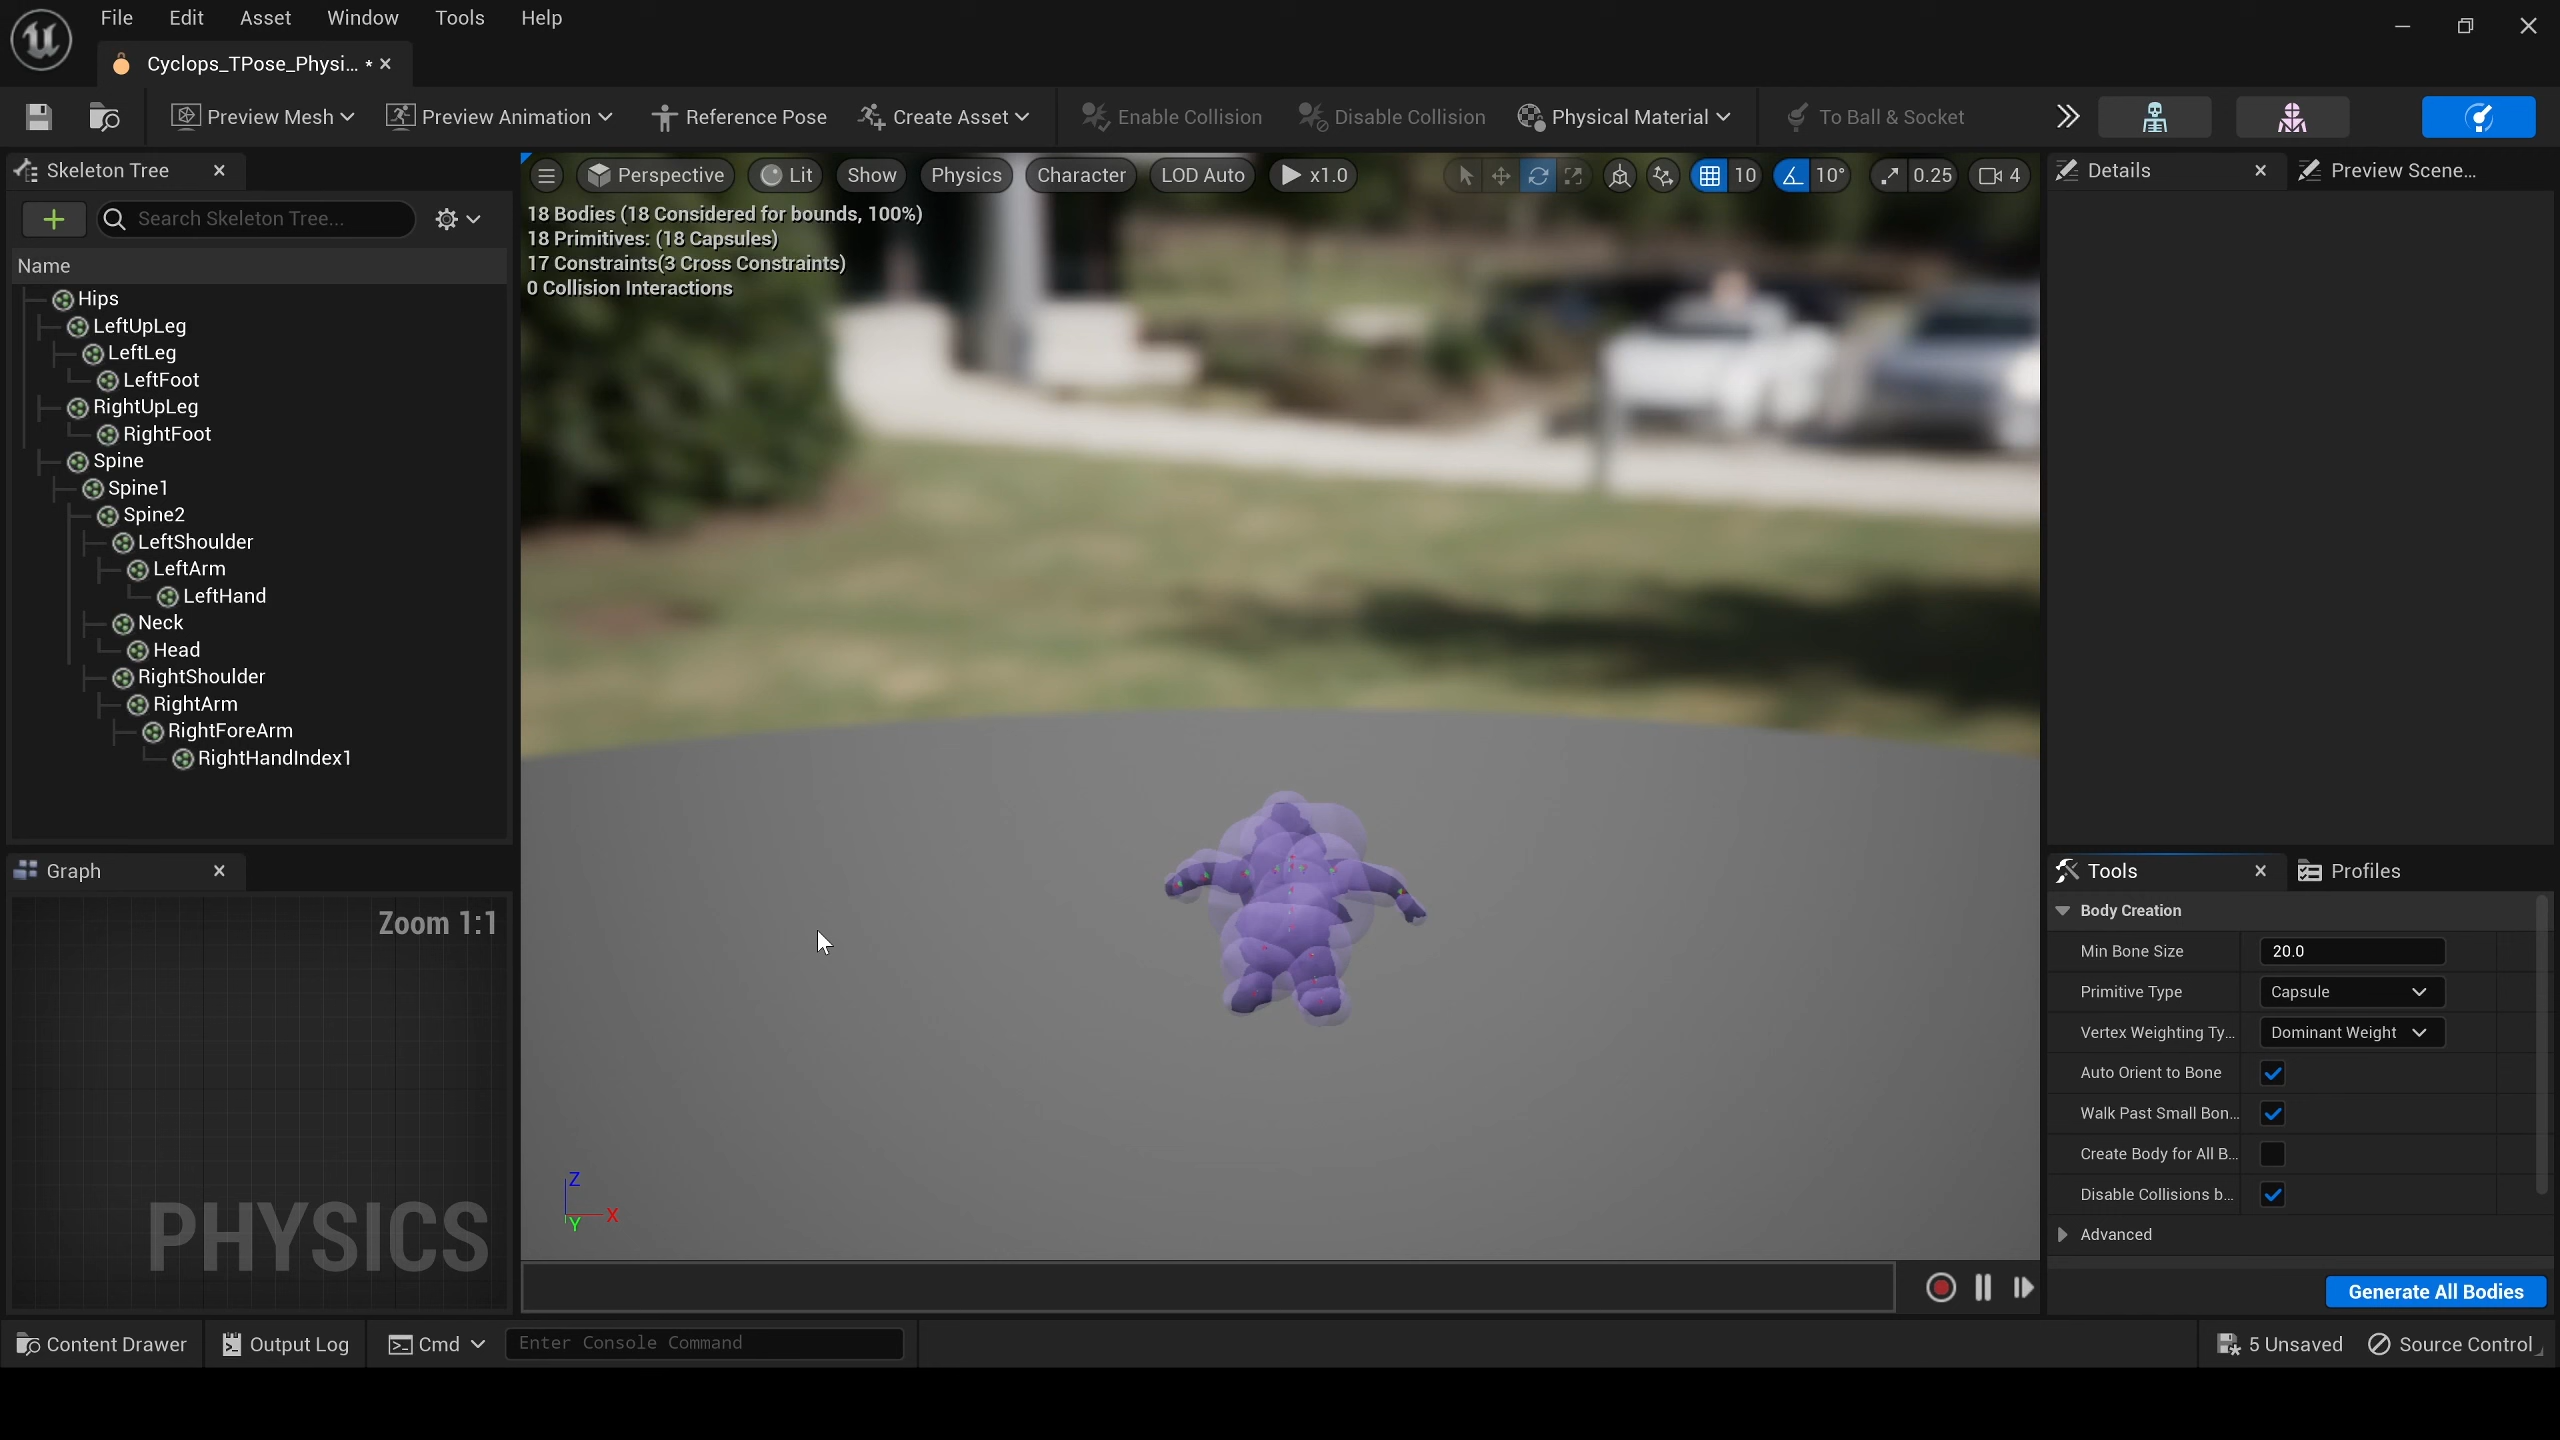 File Edit Asset Window Tools Help
Cyclops_TPose_Physi... *
Preview Mesh Preview Animation Reference Pose Create Asset Enable Collision Disable Collision Physical Material To Ball & Socket
Skeleton Tree
Search Skeleton Tree...
Name
Hips
LeftUpLeg
LeftLeg
LeftFoot
RightUpLeg
RightFoot
Spine
Spine1
Spine2
LeftShoulder
LeftArm
LeftHand
Neck
Head
RightShoulder
RightArm
RightForeArm
RightHandIndex1
Graph
Zoom 1:1
PHYSICS
Perspective Lit Show Physics Character LOD Auto x1.0 10 10° 0.25 4
18 Bodies (18 Considered for bounds, 100%)
18 Primitives: (18 Capsules)
17 Constraints(3 Cross Constraints)
0 Collision Interactions
Z
X
Y
Details Preview Scene...
Tools Profiles
Body Creation
Min Bone Size 20.0
Primitive Type Capsule
Vertex Weighting Ty... Dominant Weight
Auto Orient to Bone
Walk Past Small Bon...
Create Body for All B...
Disable Collisions b...
Advanced
Generate All Bodies
Content Drawer Output Log Cmd Enter Console Command 5 Unsaved Source Control